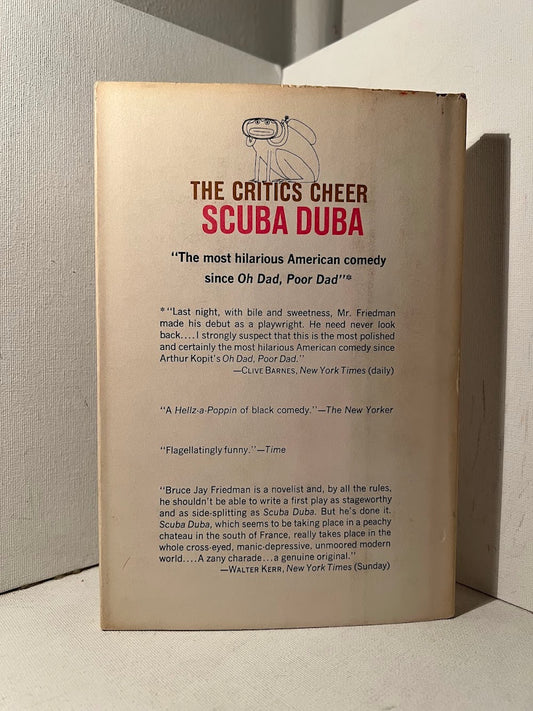 THE CRITICS CHEER
SCUBA DUBA
"The most hilarious American comedy
since Oh Dad, Poor Dad"*
*"Last night, with bile and sweetness, Mr. Friedman
made his debut as a playwright. He need never look
back....I strongly suspect that this is the most polished
and certainly the most hilarious American comedy since
Arthur Kopit's Oh Dad, Poor Dad."
—CLIVE BARNES, New York Times (daily)
"A Hellz-a-Poppin of black comedy."—The New Yorker
"Flagellatingly funny."—Time
"Bruce Jay Friedman is a novelist and, by all the rules,
he shouldn't be able to write a first play as stageworthy
and as side-splitting as Scuba Duba. But he's done it.
Scuba Duba, which seems to be taking place in a peachy
chateau in the south of France, really takes place in the
whole cross-eyed, manic-depressive, unmoored modern
world....A zany charade...a genuine original."
—WALTER KERR, New York Times (Sunday)